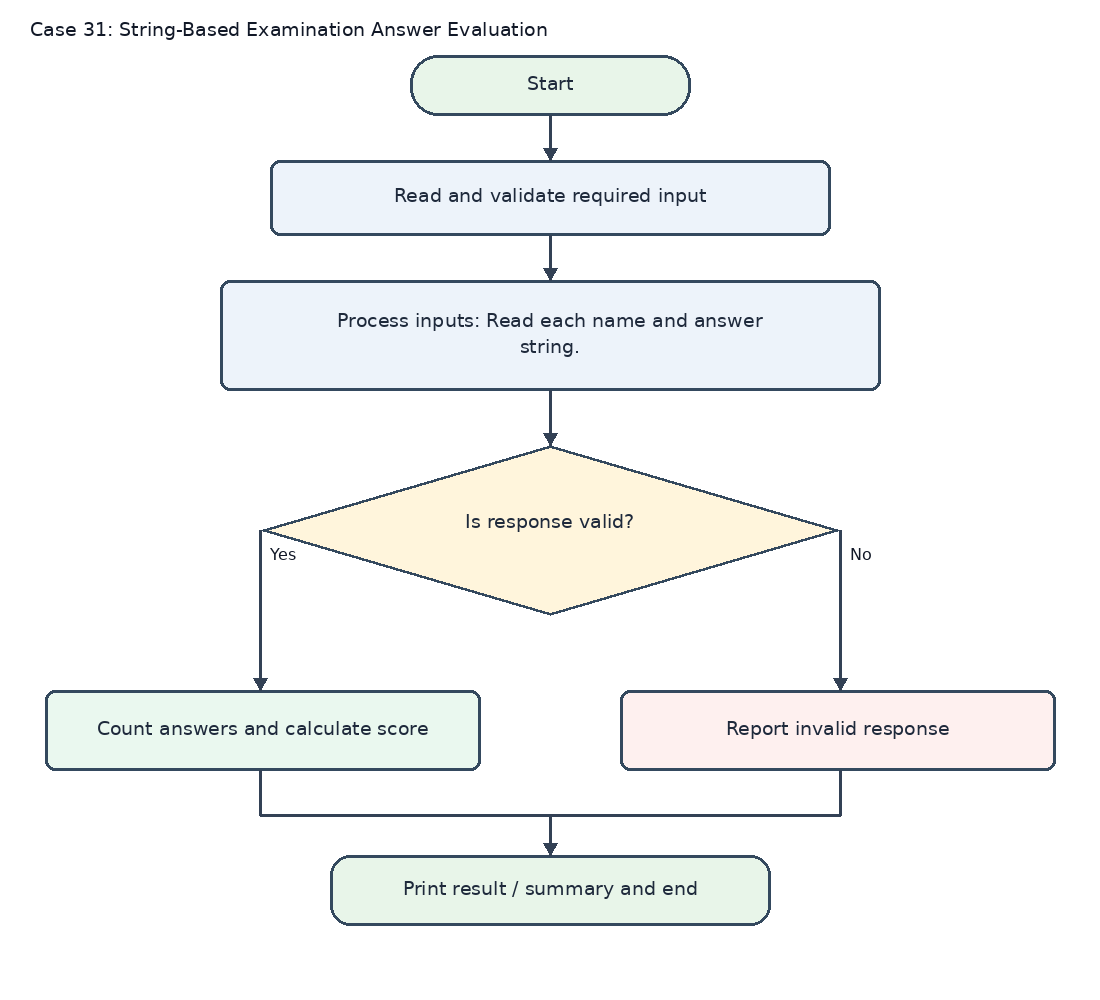 Case 31: String-Based Examination Answer Evaluation
Start
Read and validate required input
Process inputs: Read each name and answer
string.
Is response valid?
Yes
No
Count answers and calculate score
Report invalid response
Print result / summary and end